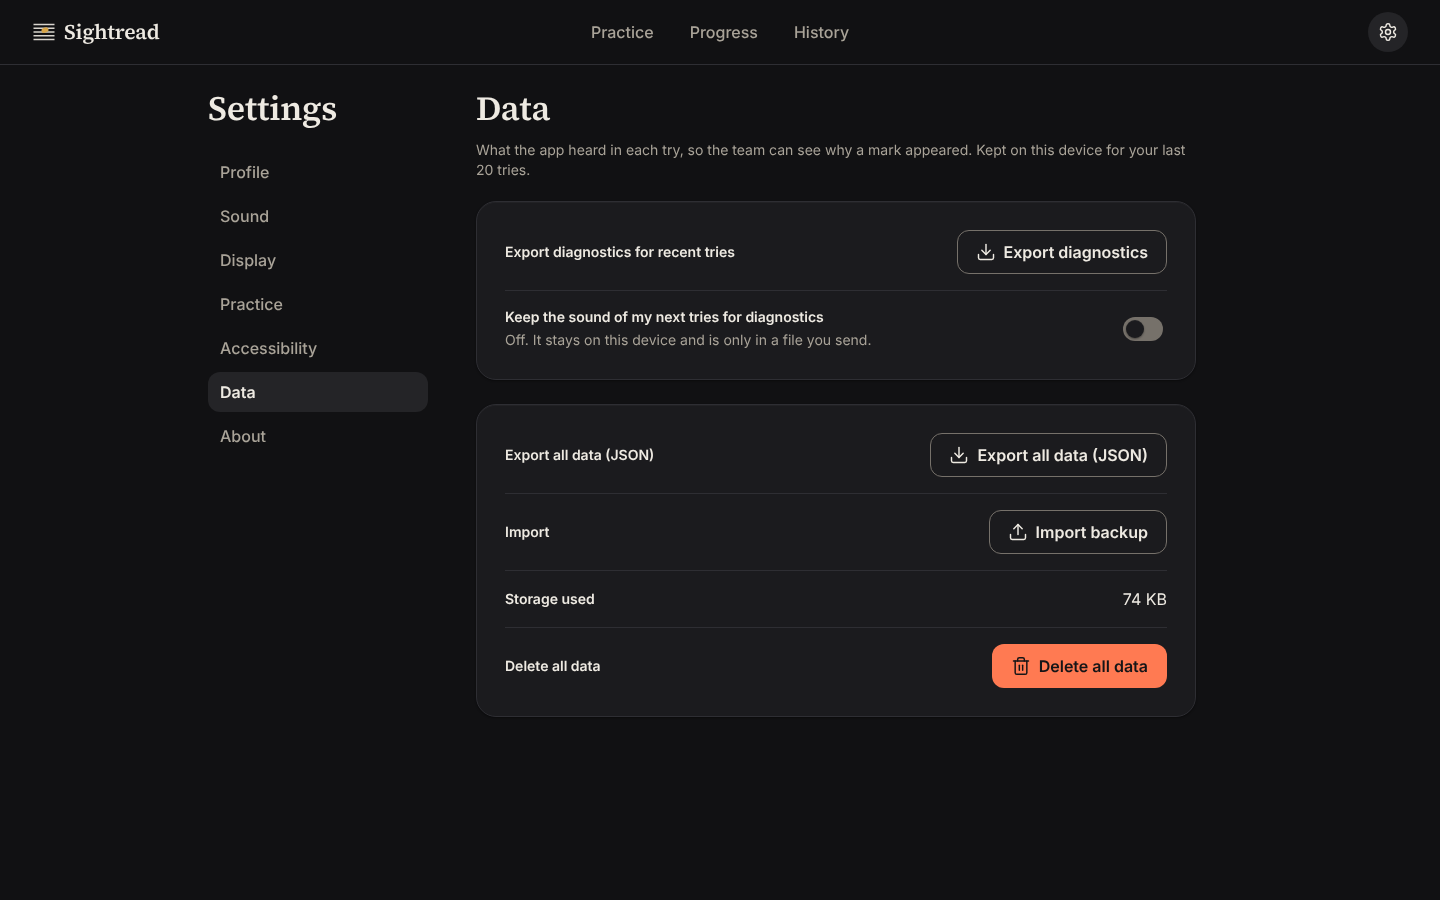 Sightread
Practice
Progress
History
Settings
Profile
Sound
Display
Practice
Accessibility
Data
About
Data
What the app heard in each try, so the team can see why a mark appeared. Kept on this device for your last
20 tries.
Export diagnostics for recent tries
Export diagnostics
Keep the sound of my next tries for diagnostics
Off. It stays on this device and is only in a file you send.
Export all data (JSON)
Export all data (JSON)
Import
Import backup
Storage used
74 KB
Delete all data
Delete all data